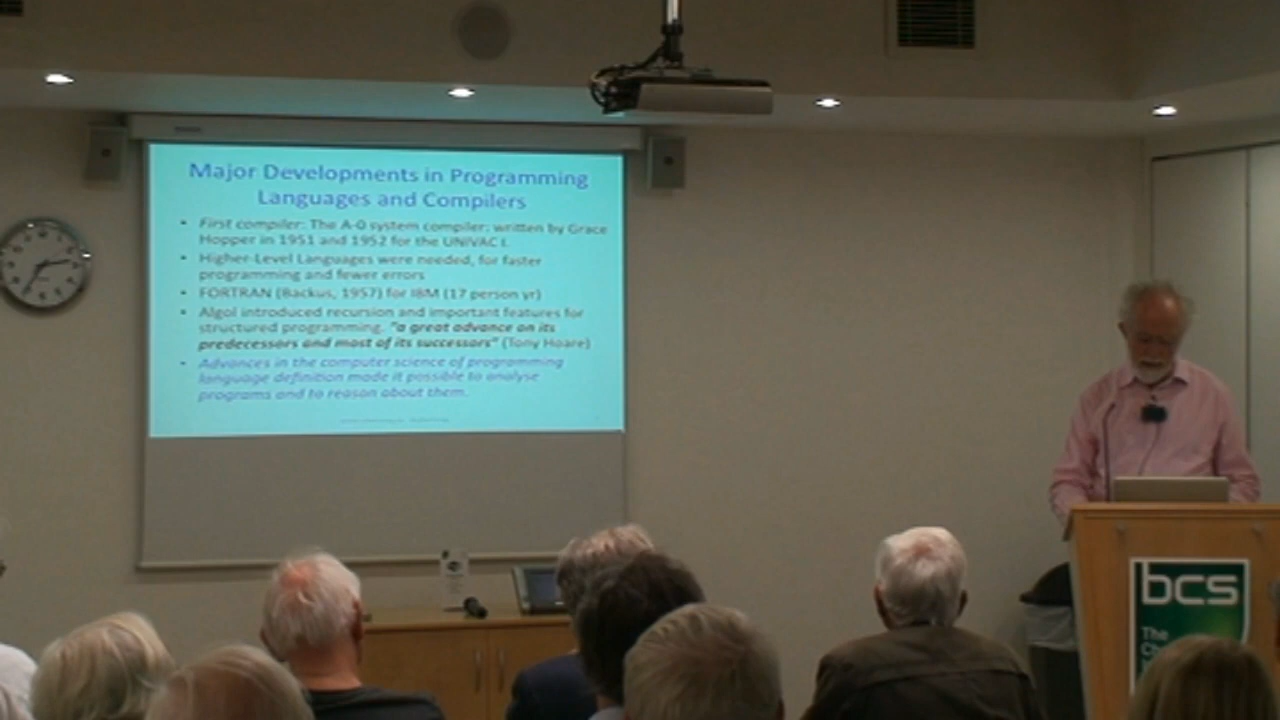 Major Developments in Programming
Languages and Compilers
• First compiler: The A-0 system compiler: written by Grace
Hopper in 1951 and 1952 for the UNIVAC I.
• Higher-Level Languages were needed, for faster
programming and fewer errors
• FORTRAN (Backus, 1957) for IBM (17 person yr)
• Algol introduced recursion and important features for
structured programming. "a great advance on its
predecessors and most of its successors" (Tony Hoare)
• Advances in the computer science of programming
language definition made it possible to analyse
programs and to reason about them.
bcs
The